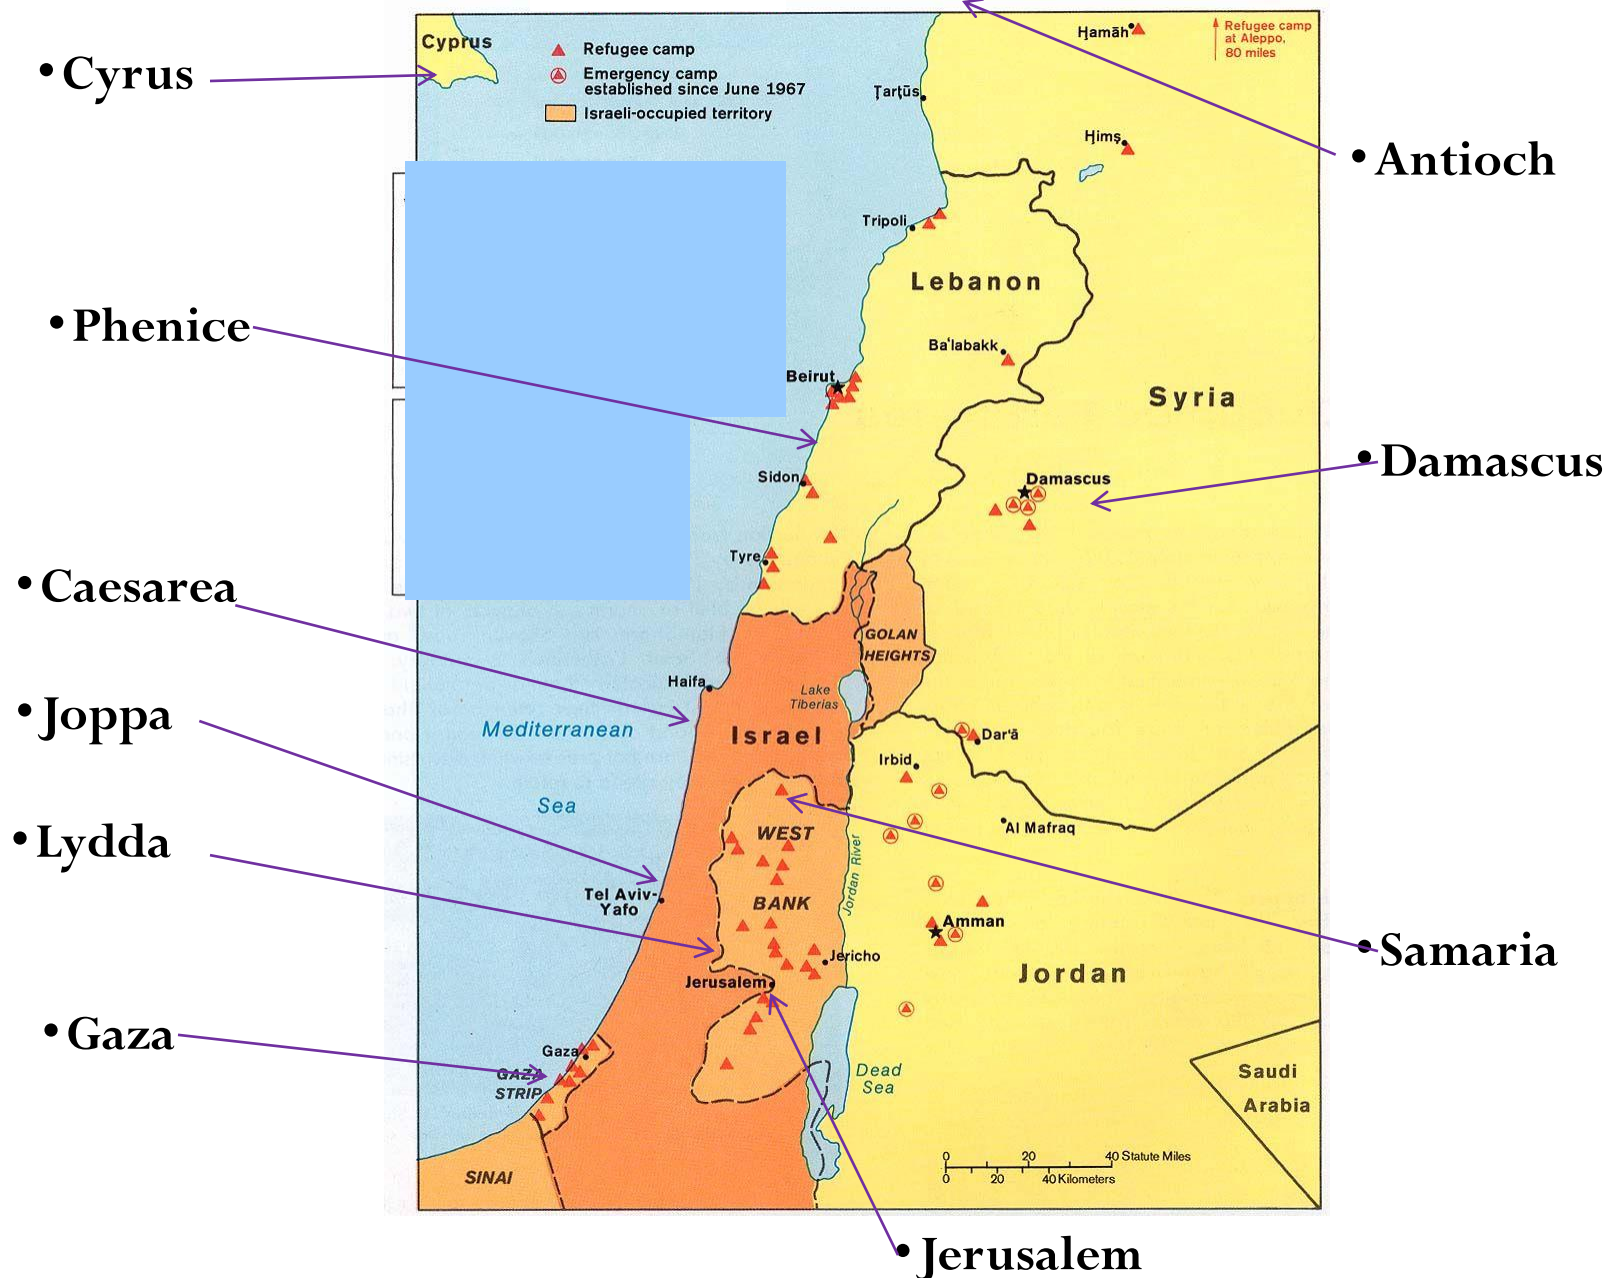 Cyprus
Refugee camp
Emergency camp
established since June 1967
Israeli-occupied territory
Ḩamāh
Refugee camp
at Aleppo,
80 miles
• Cyrus
Ţarţūs
Ḩimş
• Antioch
Tripoli
Lebanon
• Phenice
Ba'labakk
Beirut
Syria
• Damascus
Sidon
Damascus
Tyre
• Caesarea
GOLAN
HEIGHTS
Haifa
Lake
Tiberias
• Joppa
Mediterranean
Sea
Israel
Dar'ā
Irbid
Al Mafraq
• Lydda
WEST
BANK
Jordan River
Tel Aviv-
Yafo
Amman
• Samaria
Jericho
Jordan
Jerusalem
• Gaza
Gaza
GAZA
STRIP
Dead
Sea
Saudi
Arabia
0 20 40 Statute Miles
0 20 40 Kilometers
SINAI
• Jerusalem